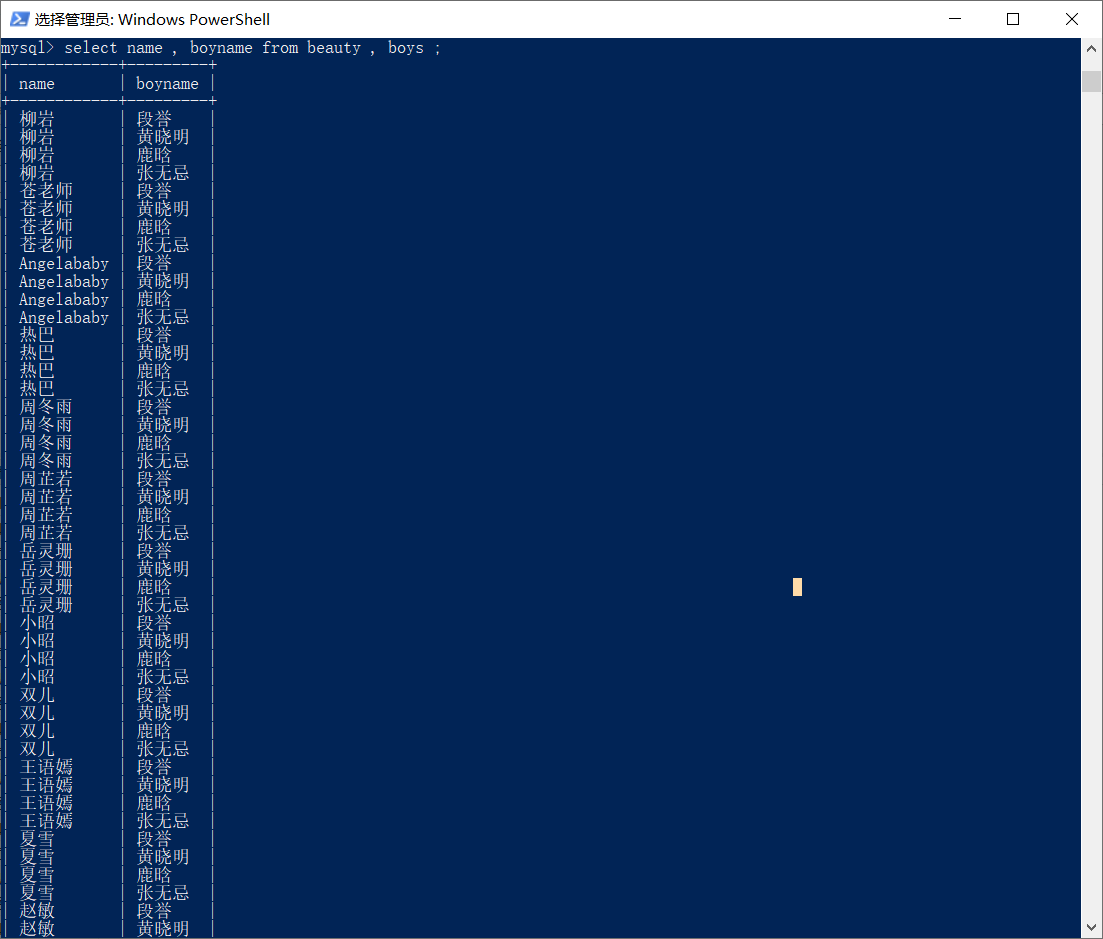 选择管理员: Windows PowerShell
mysql> select name , boyname from beauty , boys ;
+------------+---------+
| name       | boyname |
+------------+---------+
| 柳岩       | 段誉    |
| 柳岩       | 黄晓明  |
| 柳岩       | 鹿晗    |
| 柳岩       | 张无忌  |
| 苍老师     | 段誉    |
| 苍老师     | 黄晓明  |
| 苍老师     | 鹿晗    |
| 苍老师     | 张无忌  |
| Angelababy | 段誉    |
| Angelababy | 黄晓明  |
| Angelababy | 鹿晗    |
| Angelababy | 张无忌  |
| 热巴       | 段誉    |
| 热巴       | 黄晓明  |
| 热巴       | 鹿晗    |
| 热巴       | 张无忌  |
| 周冬雨     | 段誉    |
| 周冬雨     | 黄晓明  |
| 周冬雨     | 鹿晗    |
| 周冬雨     | 张无忌  |
| 周芷若     | 段誉    |
| 周芷若     | 黄晓明  |
| 周芷若     | 鹿晗    |
| 周芷若     | 张无忌  |
| 岳灵珊     | 段誉    |
| 岳灵珊     | 黄晓明  |
| 岳灵珊     | 鹿晗    |
| 岳灵珊     | 张无忌  |
| 小昭       | 段誉    |
| 小昭       | 黄晓明  |
| 小昭       | 鹿晗    |
| 小昭       | 张无忌  |
| 双儿       | 段誉    |
| 双儿       | 黄晓明  |
| 双儿       | 鹿晗    |
| 双儿       | 张无忌  |
| 王语嫣     | 段誉    |
| 王语嫣     | 黄晓明  |
| 王语嫣     | 鹿晗    |
| 王语嫣     | 张无忌  |
| 夏雪       | 段誉    |
| 夏雪       | 黄晓明  |
| 夏雪       | 鹿晗    |
| 夏雪       | 张无忌  |
| 赵敏       | 段誉    |
| 赵敏       | 黄晓明  |